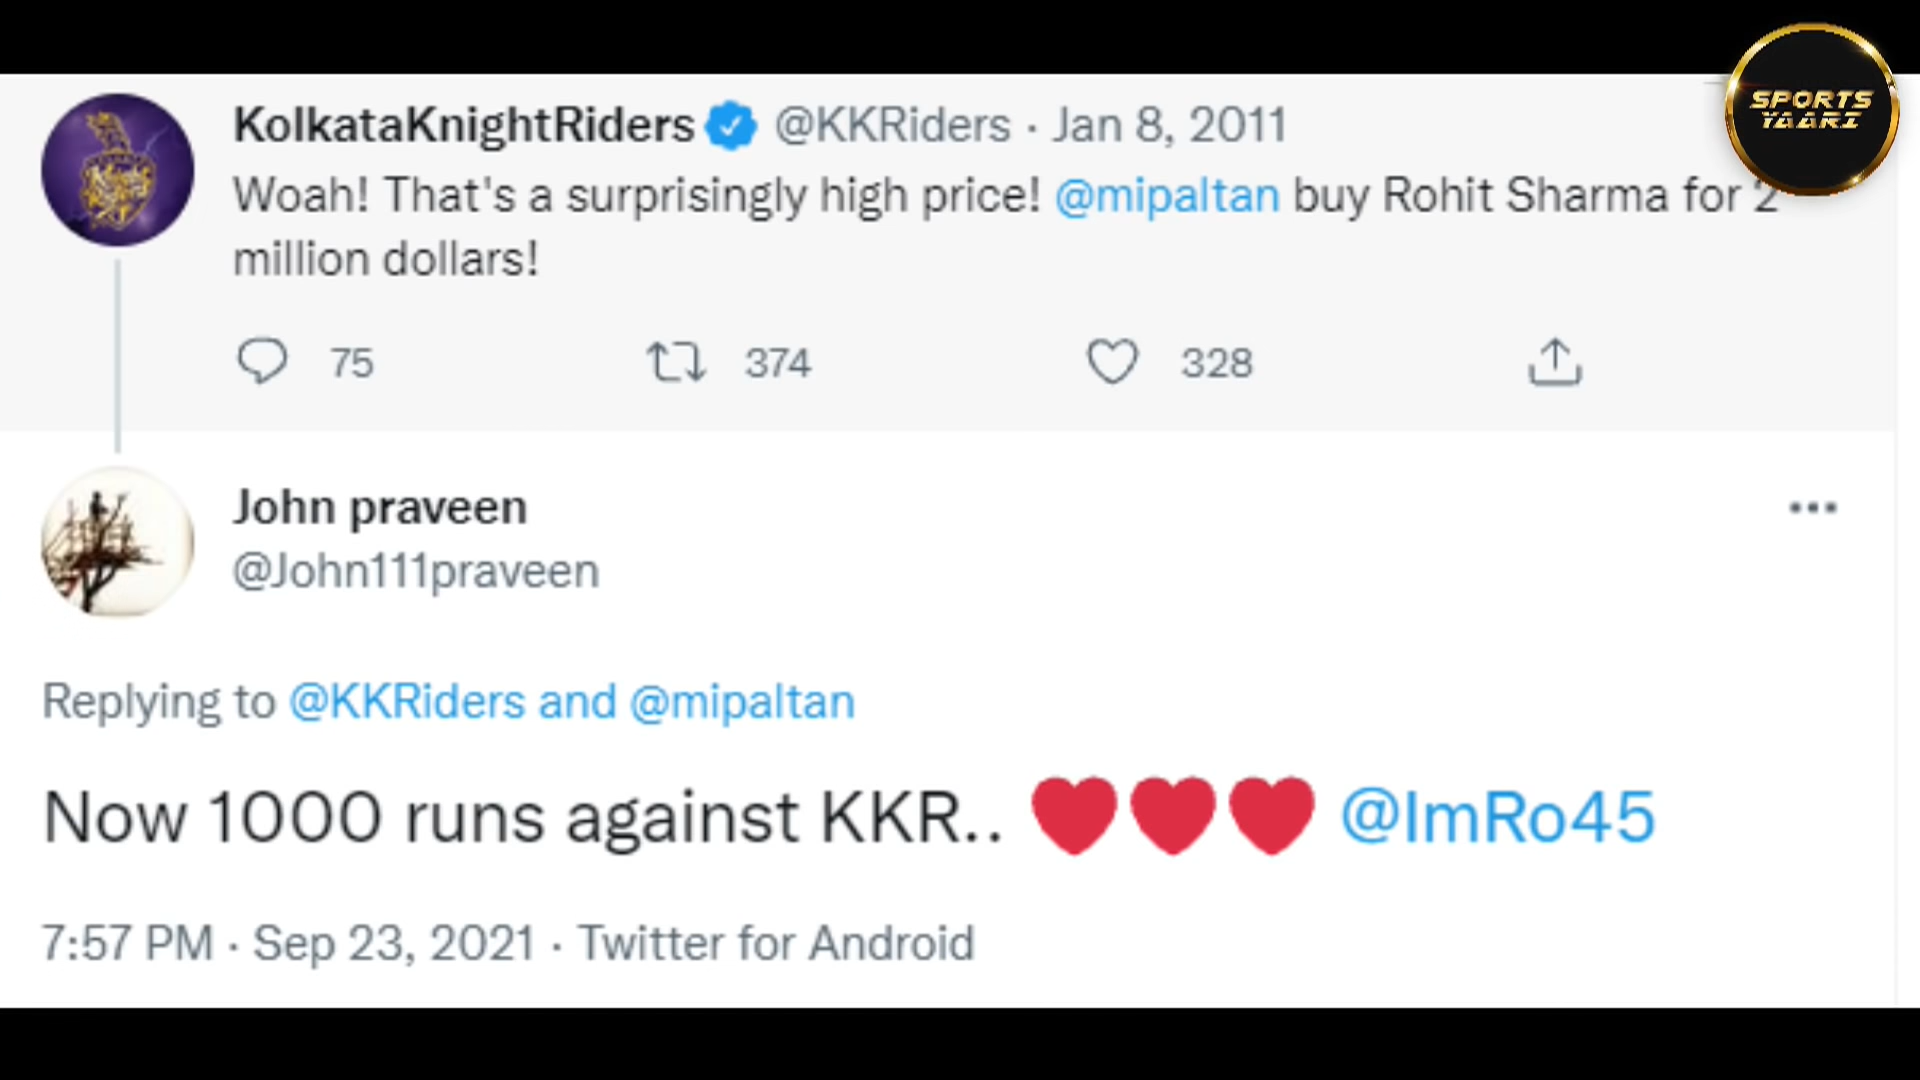 SPORTS
YAARI
KolkataKnightRiders @KKRiders · Jan 8, 2011
Woah! That's a surprisingly high price! @mipaltan buy Rohit Sharma for 2
million dollars!
75 374 328
John praveen
@John111praveen
Replying to @KKRiders and @mipaltan
Now 1000 runs against KKR.. ❤❤❤ @ImRo45
7:57 PM · Sep 23, 2021 · Twitter for Android